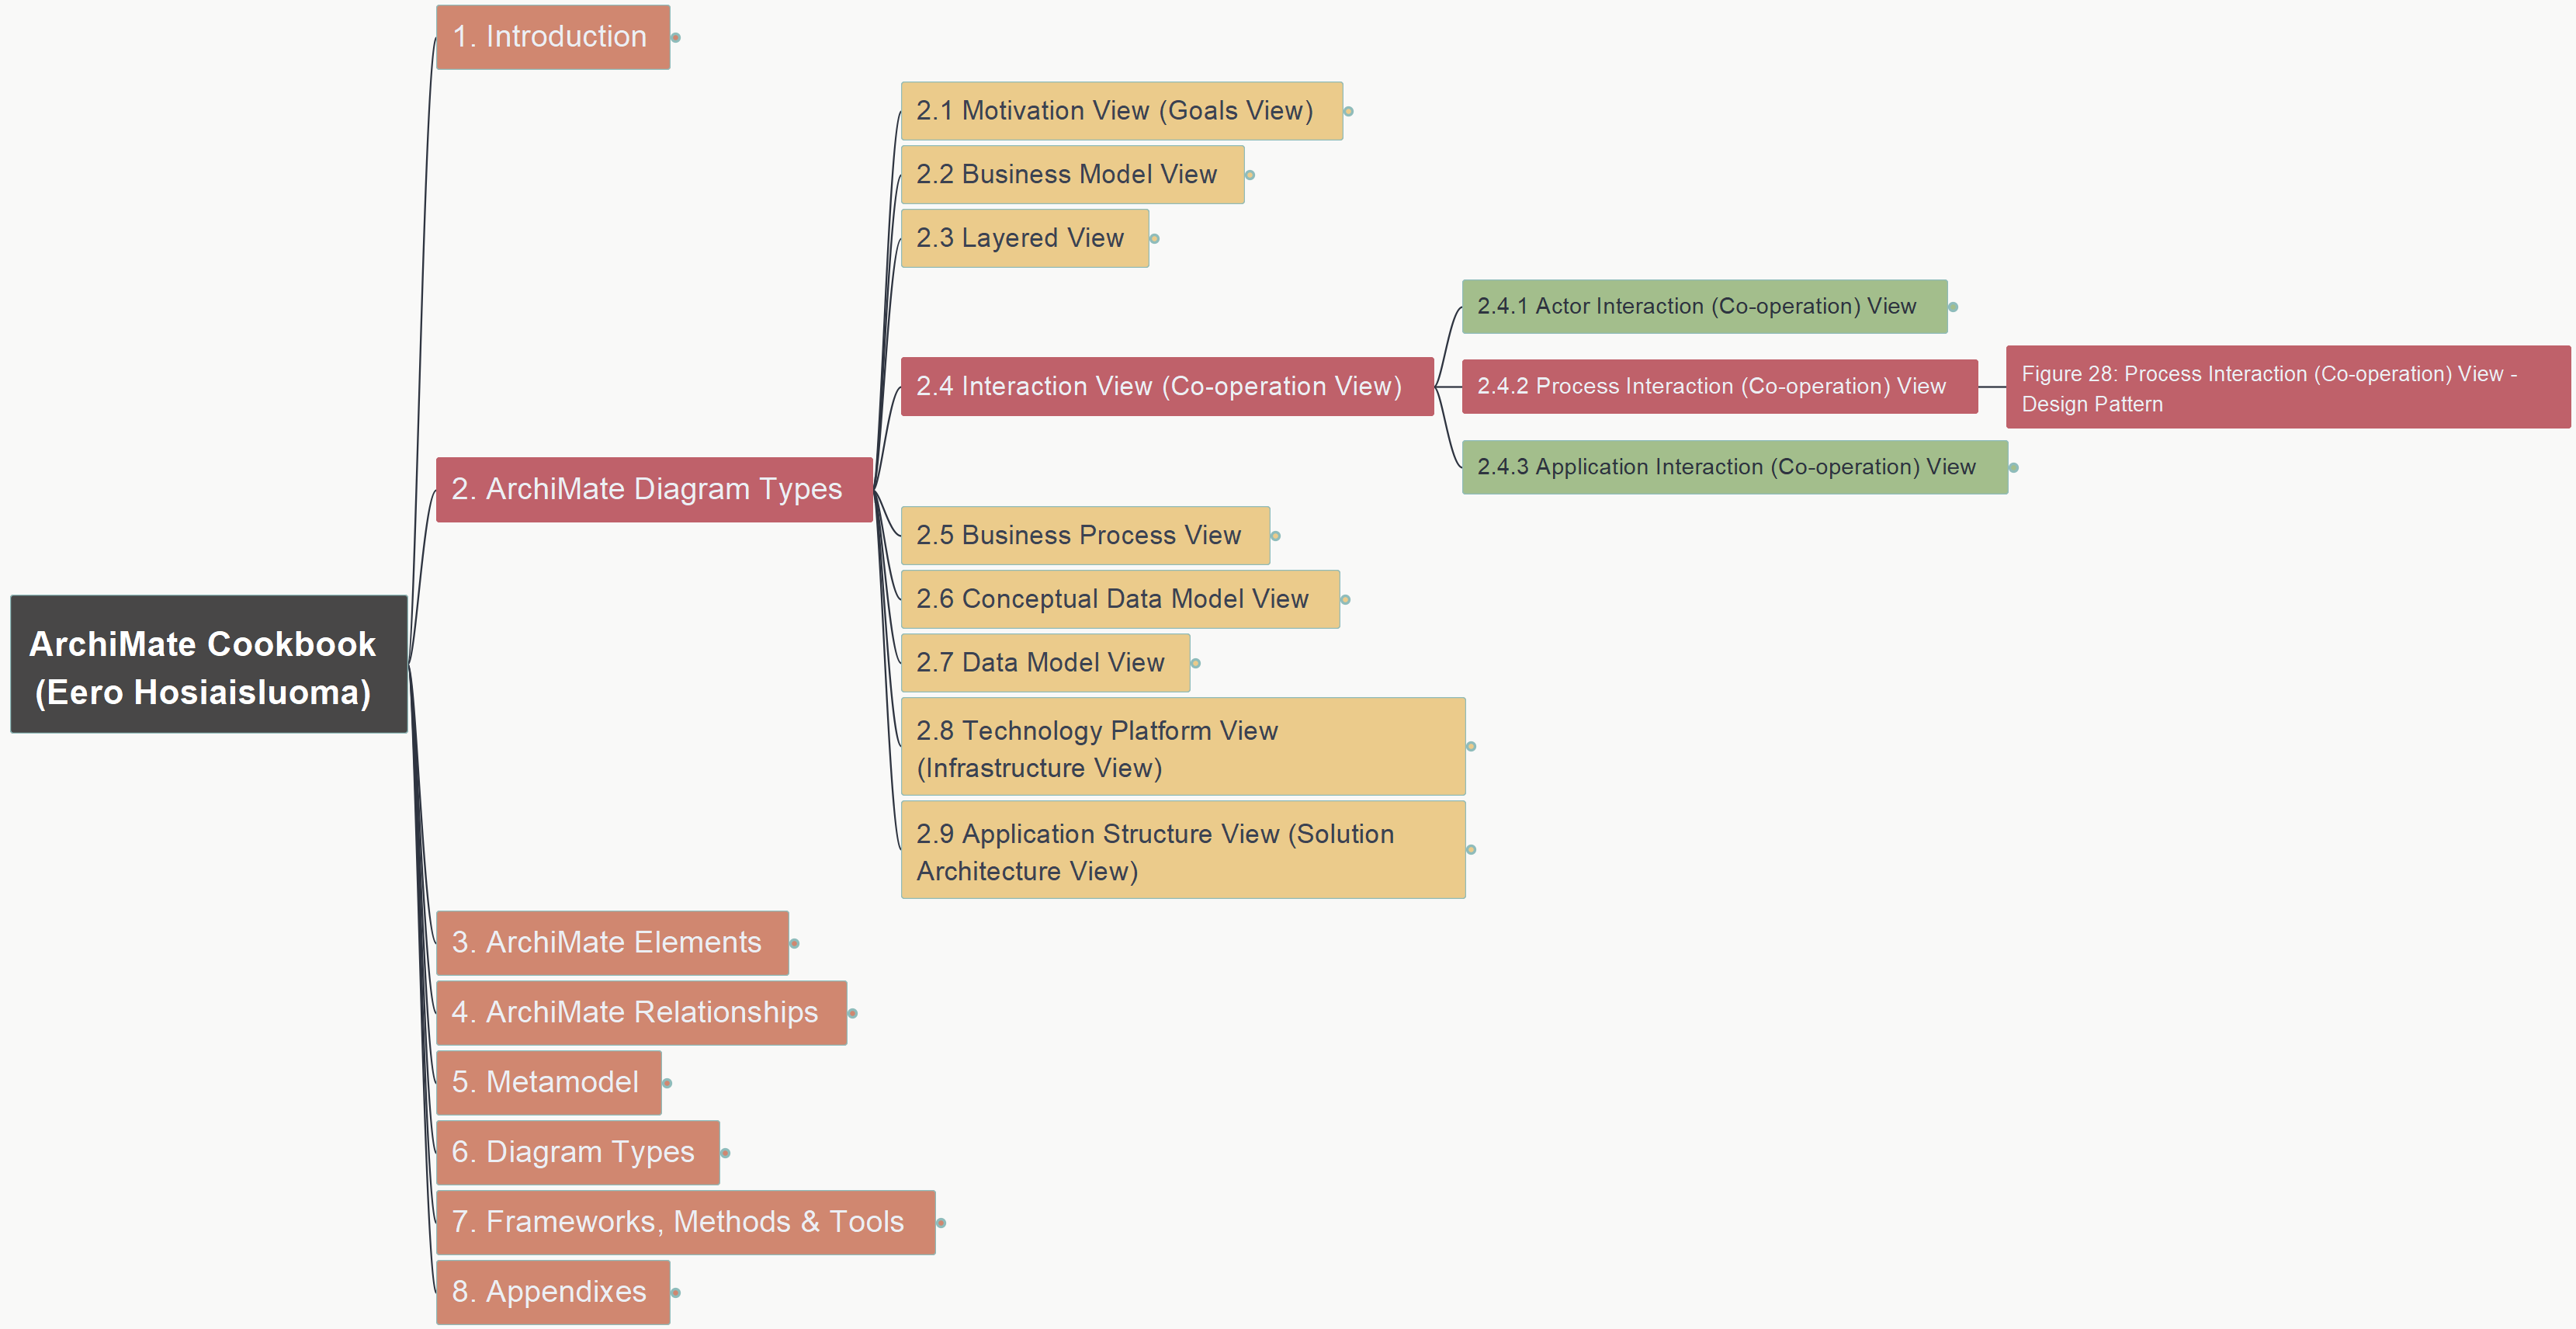 ArchiMate Cookbook
(Eero Hosiaisluoma)
1. Introduction
2. ArchiMate Diagram Types
2.1 Motivation View (Goals View)
2.2 Business Model View
2.3 Layered View
2.4 Interaction View (Co-operation View)
2.4.1 Actor Interaction (Co-operation) View
2.4.2 Process Interaction (Co-operation) View
Figure 28: Process Interaction (Co-operation) View -
Design Pattern
2.4.3 Application Interaction (Co-operation) View
2.5 Business Process View
2.6 Conceptual Data Model View
2.7 Data Model View
2.8 Technology Platform View
(Infrastructure View)
2.9 Application Structure View (Solution
Architecture View)
3. ArchiMate Elements
4. ArchiMate Relationships
5. Metamodel
6. Diagram Types
7. Frameworks, Methods & Tools
8. Appendixes